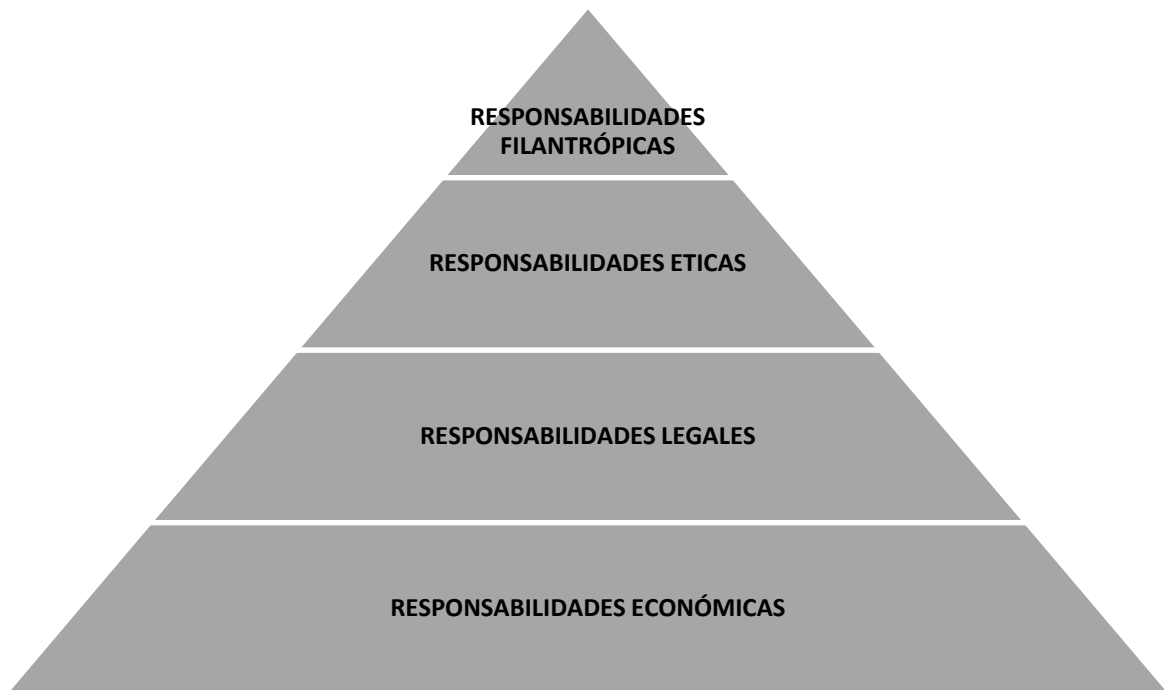 RESPONSABILIDADES
FILANTRÓPICAS
RESPONSABILIDADES ETICAS
RESPONSABILIDADES LEGALES
RESPONSABILIDADES ECONÓMICAS